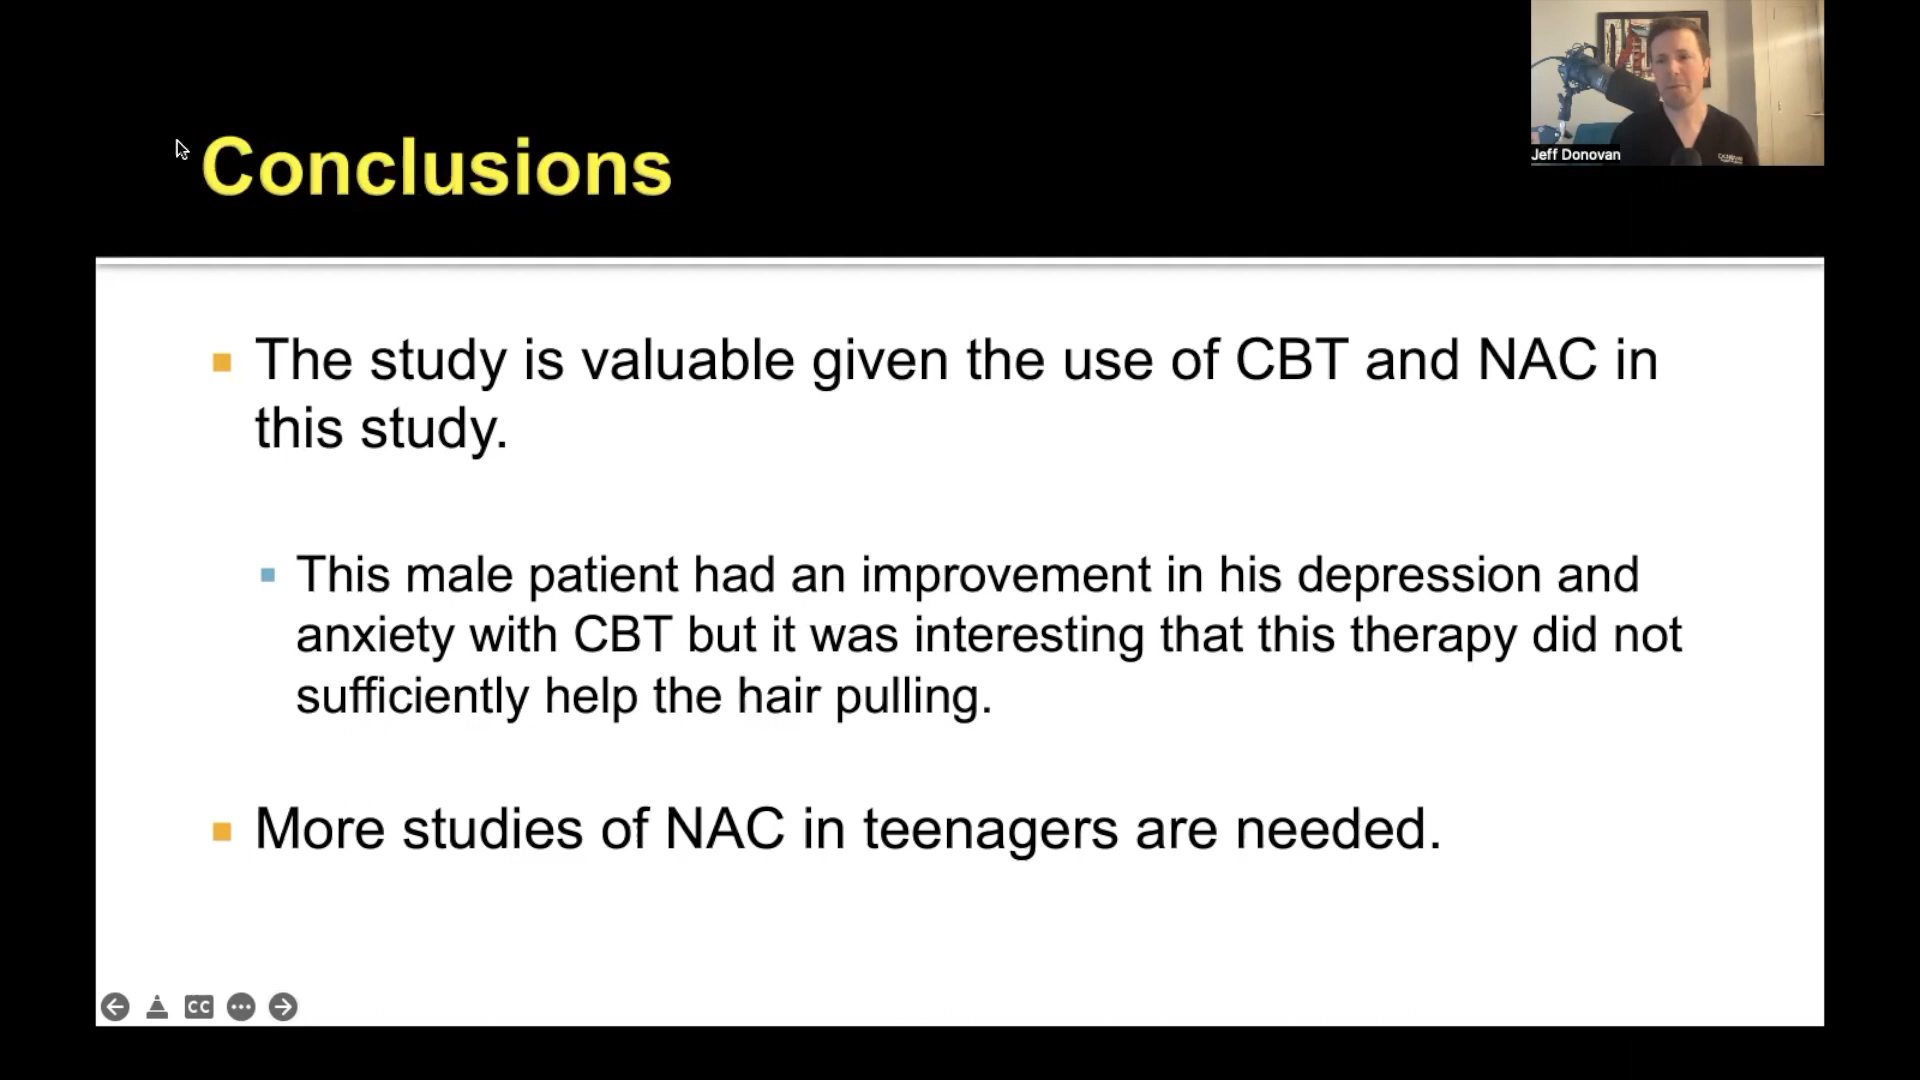 Jeff Donovan
Conclusions
The study is valuable given the use of CBT and NAC in
this study.
This male patient had an improvement in his depression and
anxiety with CBT but it was interesting that this therapy did not
sufficiently help the hair pulling.
More studies of NAC in teenagers are needed.
CC